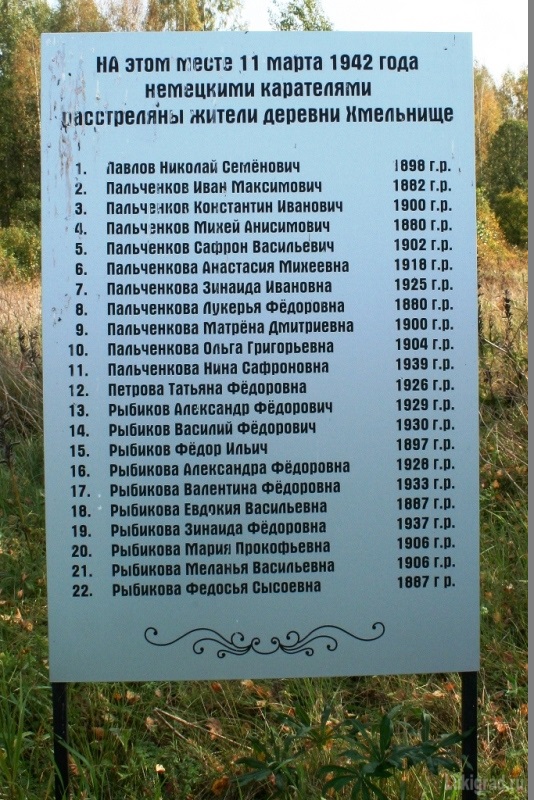 НА этом месте 11 марта 1942 года
немецкими карателями
расстреляны жители деревни Хмельнище
1. Лавлов Николай Семёнович 1898 г.р.
2. Пальченков Иван Максимович 1882 г.р.
3. Пальченков Константин Иванович 1900 г.р.
4. Пальченков Михей Анисимович 1880 г.р.
5. Пальченков Сафрон Васильевич 1902 г.р.
6. Пальченкова Анастасия Михеевна 1918 г.р.
7. Пальченкова Зинаида Ивановна 1925 г.р.
8. Пальченкова Лукерья Фёдоровна 1880 г.р.
9. Пальченкова Матрёна Дмитриевна 1900 г.р.
10. Пальченкова Ольга Григорьевна 1904 г.р.
11. Пальченкова Нина Сафроновна 1939 г.р.
12. Петрова Татьяна Фёдоровна 1926 г.р.
13. Рыбиков Александр Фёдорович 1929 г.р.
14. Рыбиков Василий Фёдорович 1930 г.р.
15. Рыбиков Фёдор Ильич 1897 г.р.
16. Рыбикова Александра Фёдоровна 1928 г.р.
17. Рыбикова Валентина Фёдоровна 1933 г.р.
18. Рыбикова Евдокия Васильевна 1887 г.р.
19. Рыбикова Зинаида Фёдоровна 1937 г.р.
20. Рыбикова Мария Прокофьевна 1906 г.р.
21. Рыбикова Меланья Васильевна 1906 г.р.
22. Рыбикова Федосья Сысоевна 1887 г.р.
Lukigrad.ru